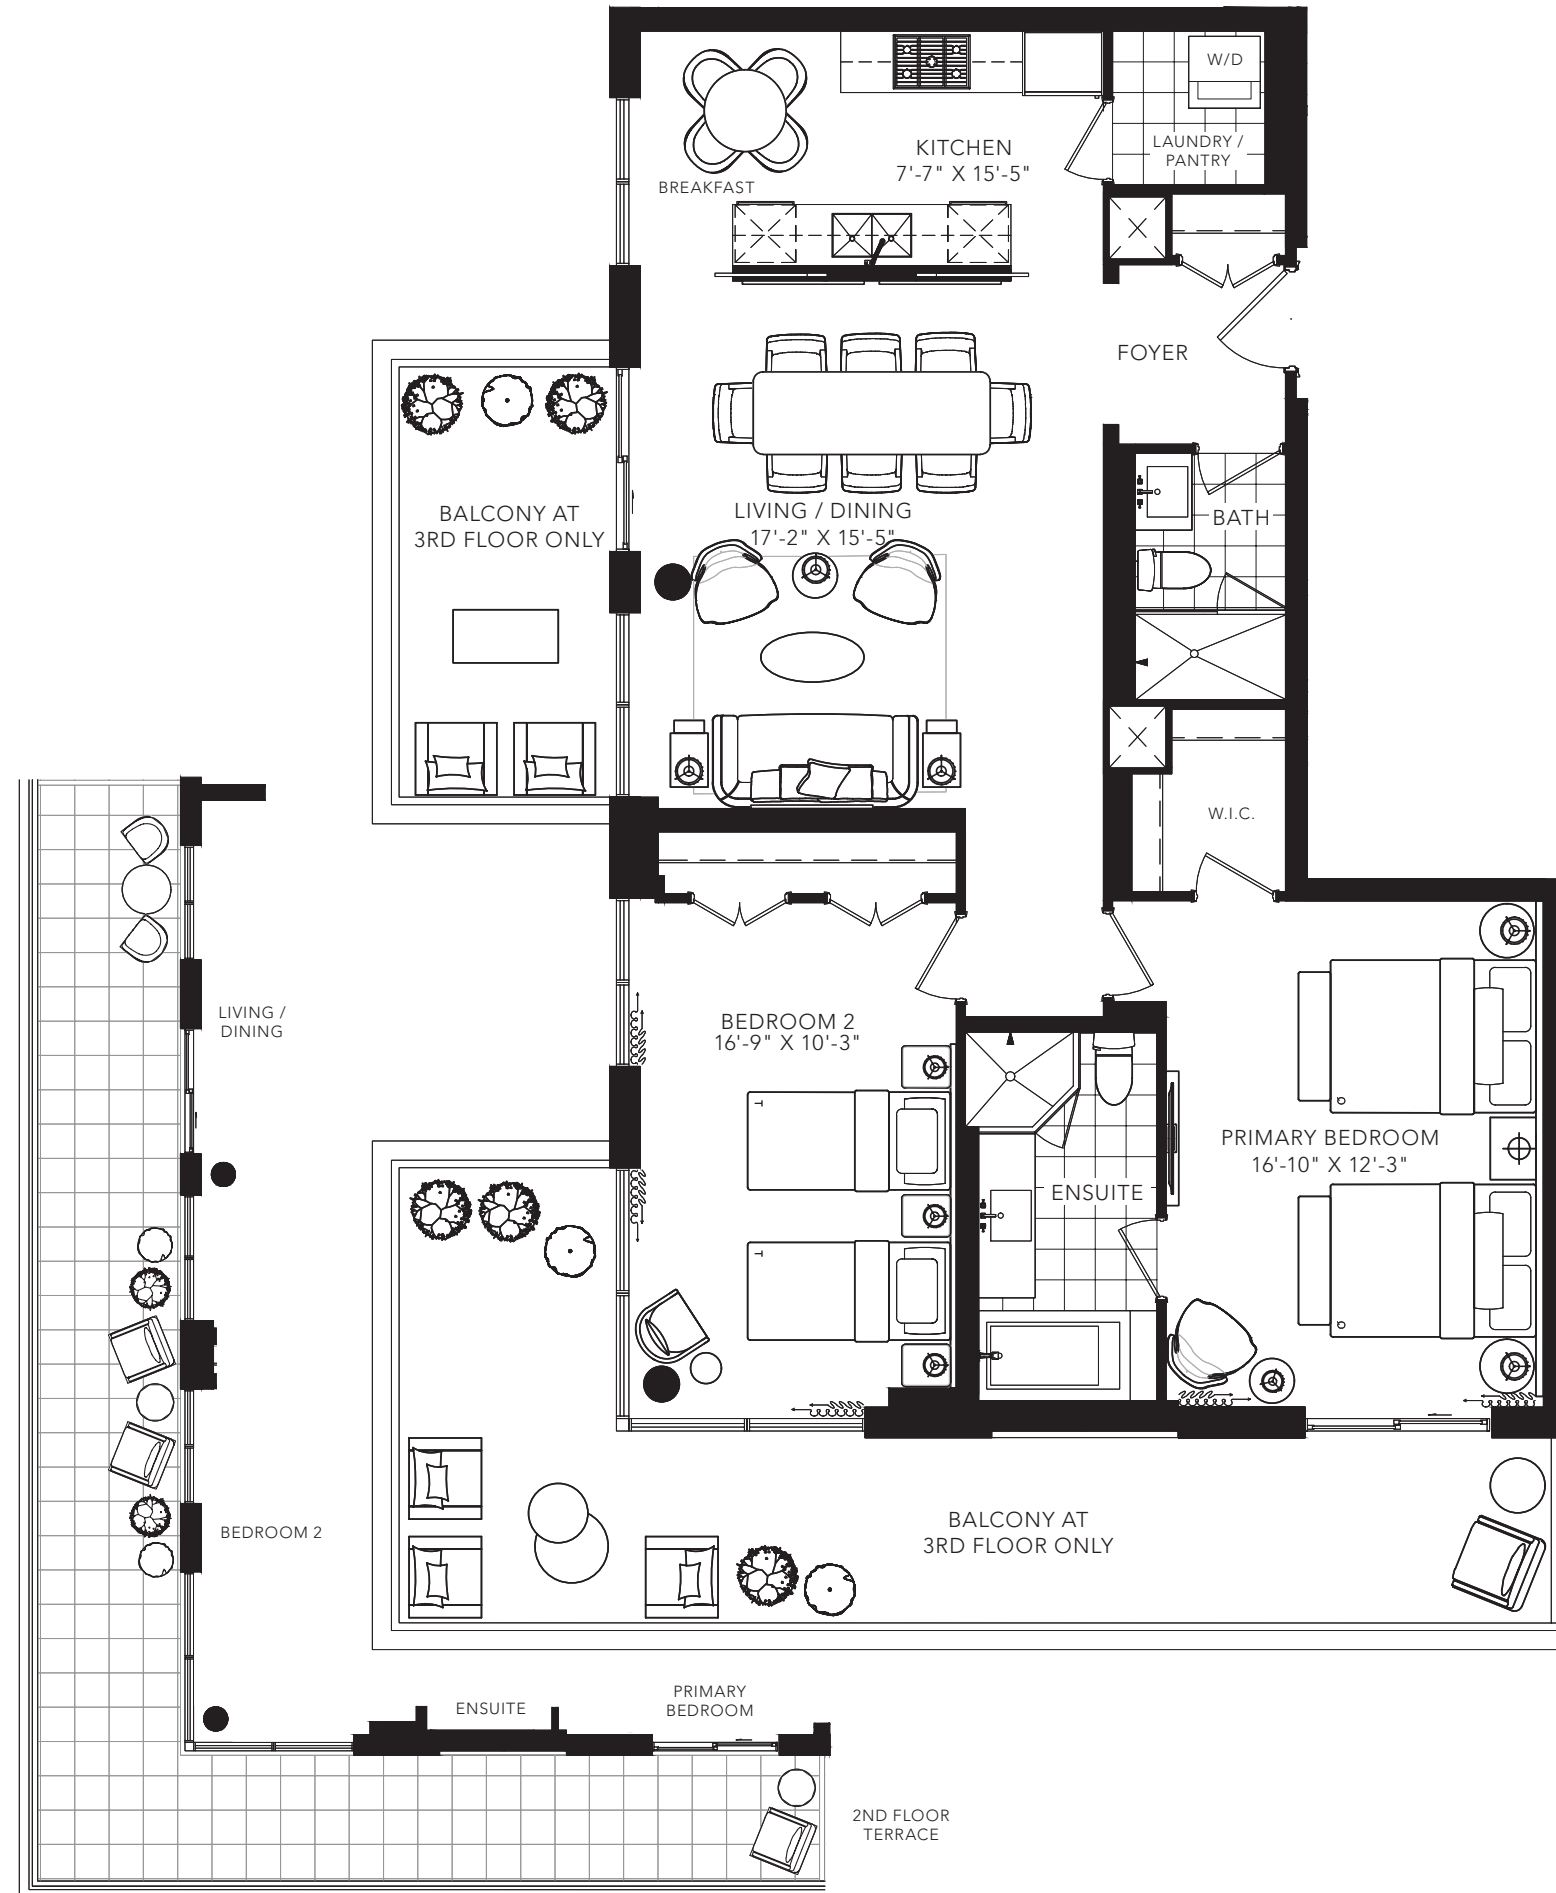 W/D
LAUNDRY /
PANTRY
KITCHEN
7'-7" X 15'-5"
BREAKFAST
FOYER
BALCONY AT
3RD FLOOR ONLY
LIVING / DINING
17'-2" X 15'-5"
BATH
W.I.C.
LIVING /
DINING
BEDROOM 2
16'-9" X 10'-3"
PRIMARY BEDROOM
16'-10" X 12'-3"
ENSUITE
BEDROOM 2
BALCONY AT
3RD FLOOR ONLY
ENSUITE
PRIMARY
BEDROOM
2ND FLOOR
TERRACE